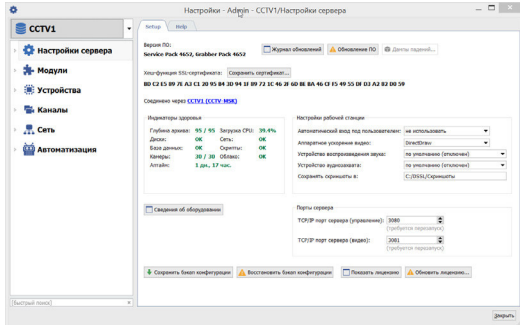 Настройки - Admin - CCTV1/Настройки сервера
CCTV1
Настройки сервера
Модули
Устройства
Каналы
Сеть
Автоматизация
[Быстрый поиск]
Setup Help
Версия ПО:
Service Pack 4652, Grabber Pack 4652
Журнал обновлений
Обновление ПО
Дампы падений...
Хеш-функция SSL-сертификата: Сохранить сертификат...
Соединено через CCTV1 (CCTV-MSK)
Индикаторы здоровья
Глубина архива: 95 / 95 Загрузка CPU: 39.4%
Диски: OK Сеть: OK
База данных: OK Скрипты: OK
Камеры: 30 / 30 Облако: OK
Аптайм: 1 дн., 17 час.
Настройки рабочей станции
Автоматический вход под пользователем: не использовать
Аппаратное ускорение видео: DirectDraw
Устройство воспроизведения звука: по умолчанию (отключен)
Устройство аудиозахвата: по умолчанию (отключен)
Сохранять скриншоты в: C:/DSSL/Скриншоты
Сведения об оборудовании
Порты сервера
TCP/IP порт сервера (управление): 3080
(требуется перезапуск)
TCP/IP порт сервера (видео): 3081
(требуется перезапуск)
Сохранить бэкап конфигурации
Восстановить бэкап конфигурации
Показать лицензию
Обновить лицензию...
Закрыть